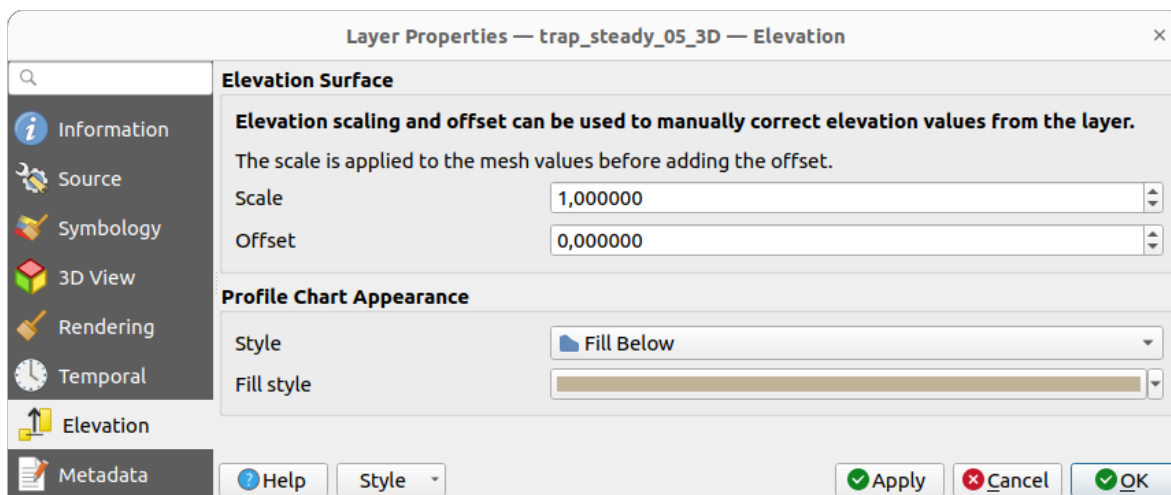 Layer Properties — trap_steady_05_3D — Elevation
Information
Source
Symbology
3D View
Rendering
Temporal
Elevation
Metadata
Elevation Surface
Elevation scaling and offset can be used to manually correct elevation values from the layer.
The scale is applied to the mesh values before adding the offset.
Scale 1,000000
Offset 0,000000
Profile Chart Appearance
Style Fill Below
Fill style
Help Style Apply Cancel OK